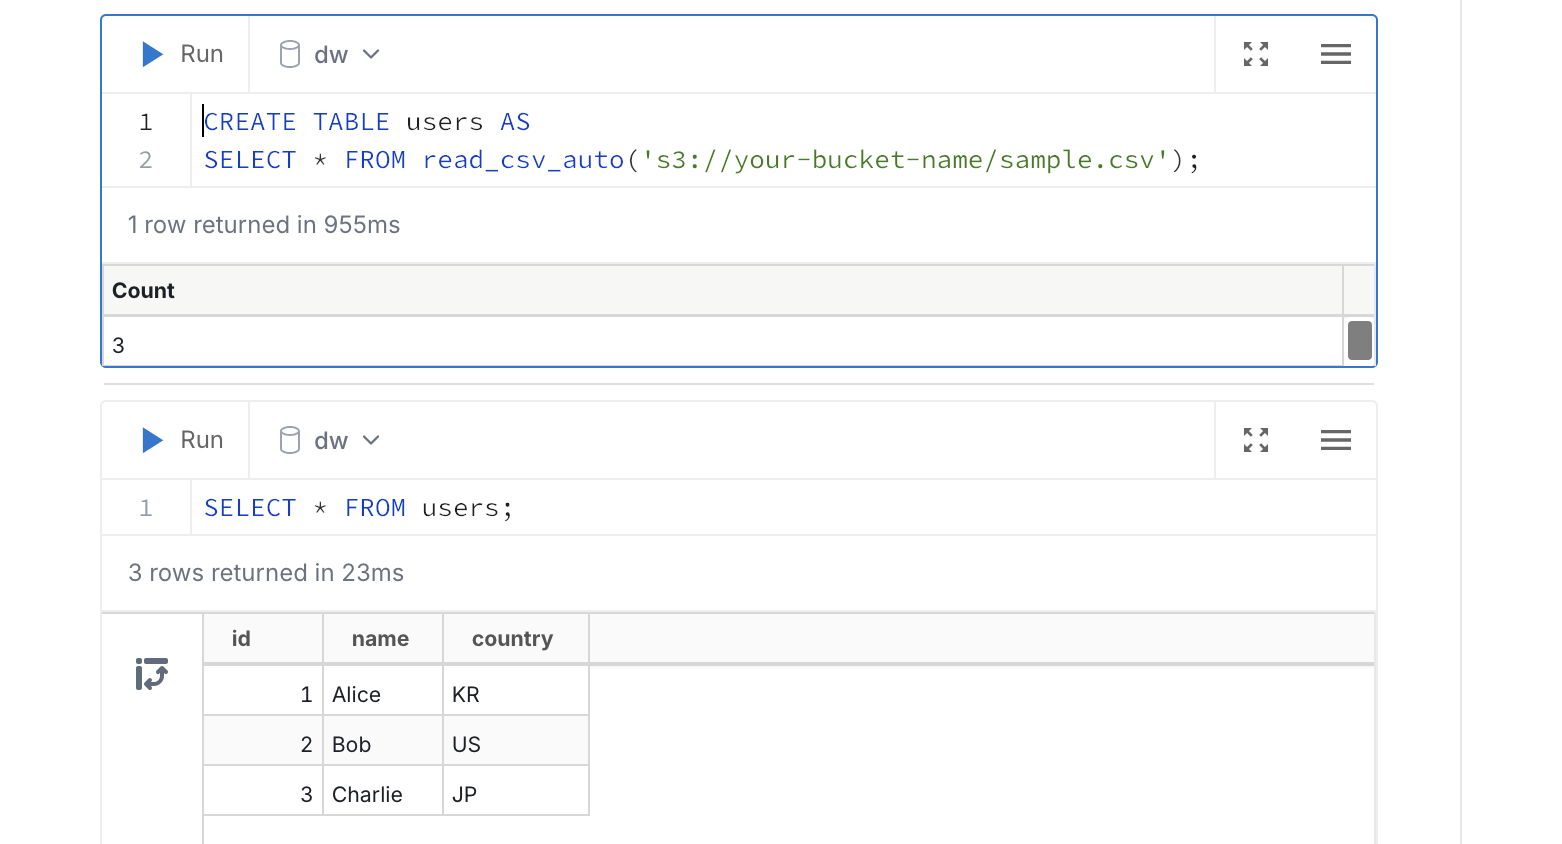 Run dw
1 CREATE TABLE users AS
2 SELECT * FROM read_csv_auto('s3://your-bucket-name/sample.csv');
1 row returned in 955ms
Count
3
Run dw
1 SELECT * FROM users;
3 rows returned in 23ms
id name country
1 Alice KR
2 Bob US
3 Charlie JP